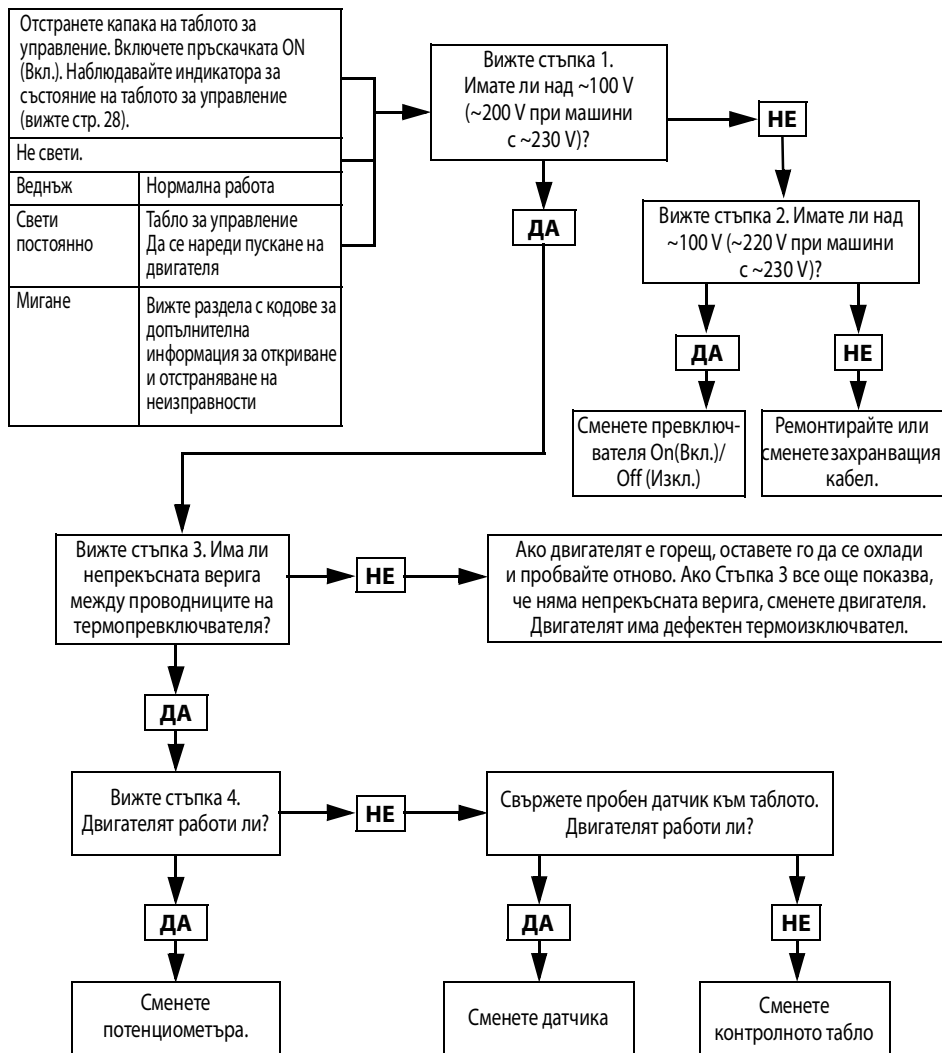 Отстранете капака на таблото за
управление. Включете пръскачката ON
(Вкл.). Наблюдавайте индикатора за
състояние на таблото за управление
(вижте стр. 28).
Не свети.
Веднъж
Нормална работа
Свети
постоянно
Табло за управление
Да се нареди пускане на
двигателя
Мигане
Вижте раздела с кодове за
допълнителна
информация за откриване
и отстраняване на
неизправности
Вижте стъпка 1.
Имате ли над ~100 V
(~200 V при машини
с ~230 V)?
НЕ
ДА
Вижте стъпка 2. Имате ли над
~100 V (~220 V при машини
с ~230 V)?
ДА
НЕ
Сменете превключ-
вателя On(Вкл.)/
Off (Изкл.)
Ремонтирайте или
сменете захранващия
кабел.
Вижте стъпка 3. Има ли
непрекъсната верига
между проводниците на
термопревключвателя?
НЕ
Ако двигателят е горещ, оставете го да се охлади
и пробвайте отново. Ако Стъпка 3 все още показва,
че няма непрекъсната верига, сменете двигателя.
Двигателят има дефектен термоизключвател.
ДА
Вижте стъпка 4.
Двигателят работи ли?
НЕ
Свържете пробен датчик към таблото.
Двигателят работи ли?
ДА
ДА
НЕ
Сменете
потенциометъра.
Сменете датчика
Сменете
контролното табло